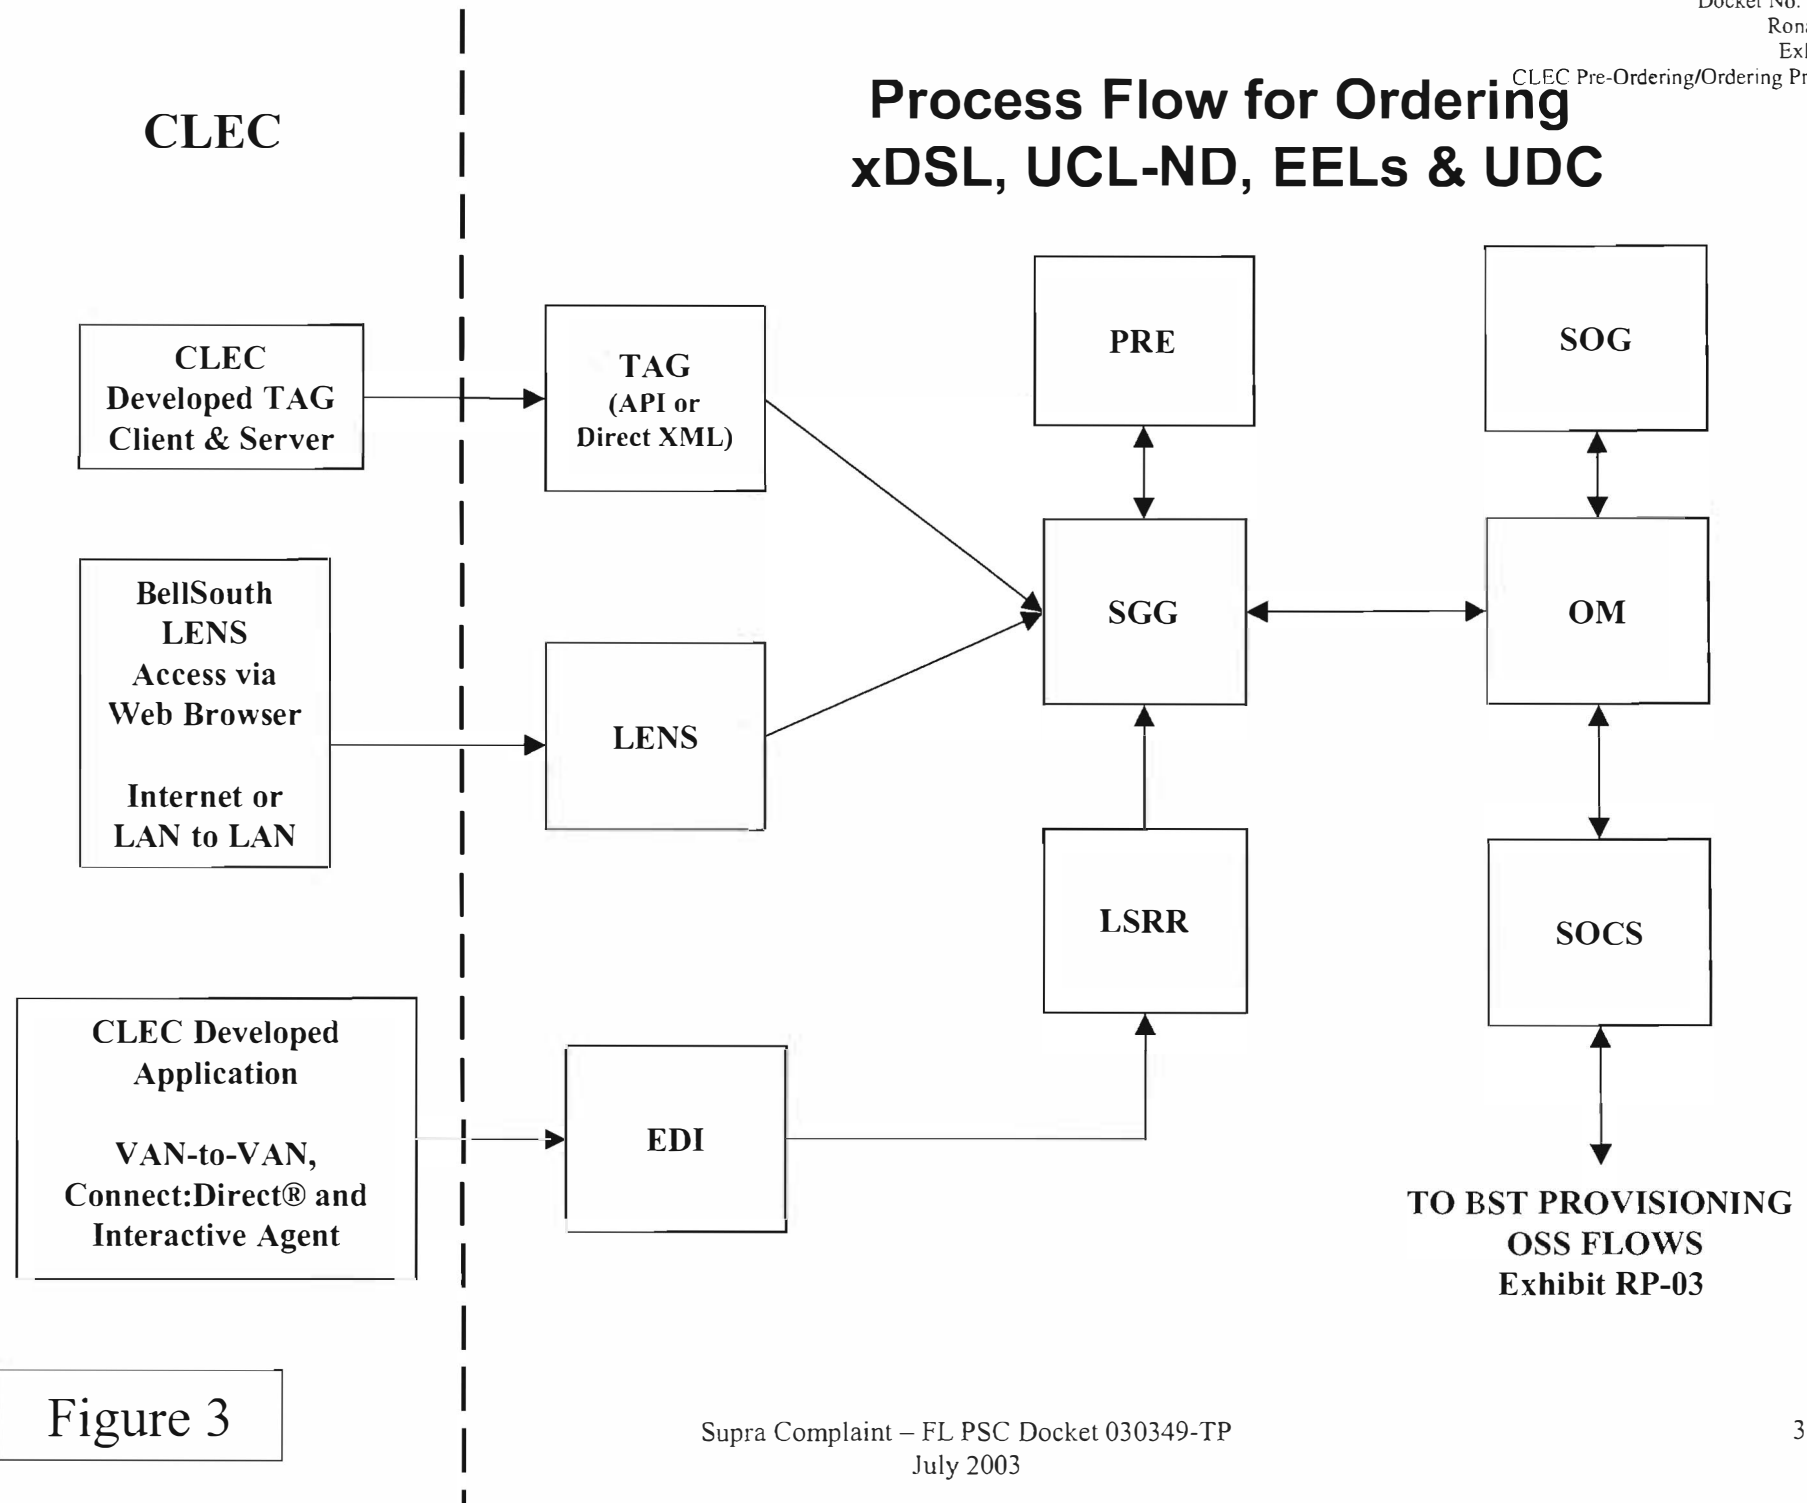 Docket No.
CLEC Pre-Ordering/Ordering
CLEC
Process Flow for Ordering
xDSL, UCL-ND, EELs & UDC
CLEC
Developed TAG
Client & Server
TAG
(API or
Direct XML)
PRE
SOG
BellSouth
LENS
Access via
Web Browser
Internet or
LAN to LAN
LENS
SGG
OM
LSRR
SOCS
CLEC Developed
Application
VAN-to-VAN,
Connect:Direct® and
Interactive Agent
EDI
TO BST PROVISIONING
OSS FLOWS
Exhibit RP-03
Figure 3
Supra Complaint – FL PSC Docket 030349-TP
July 2003
3